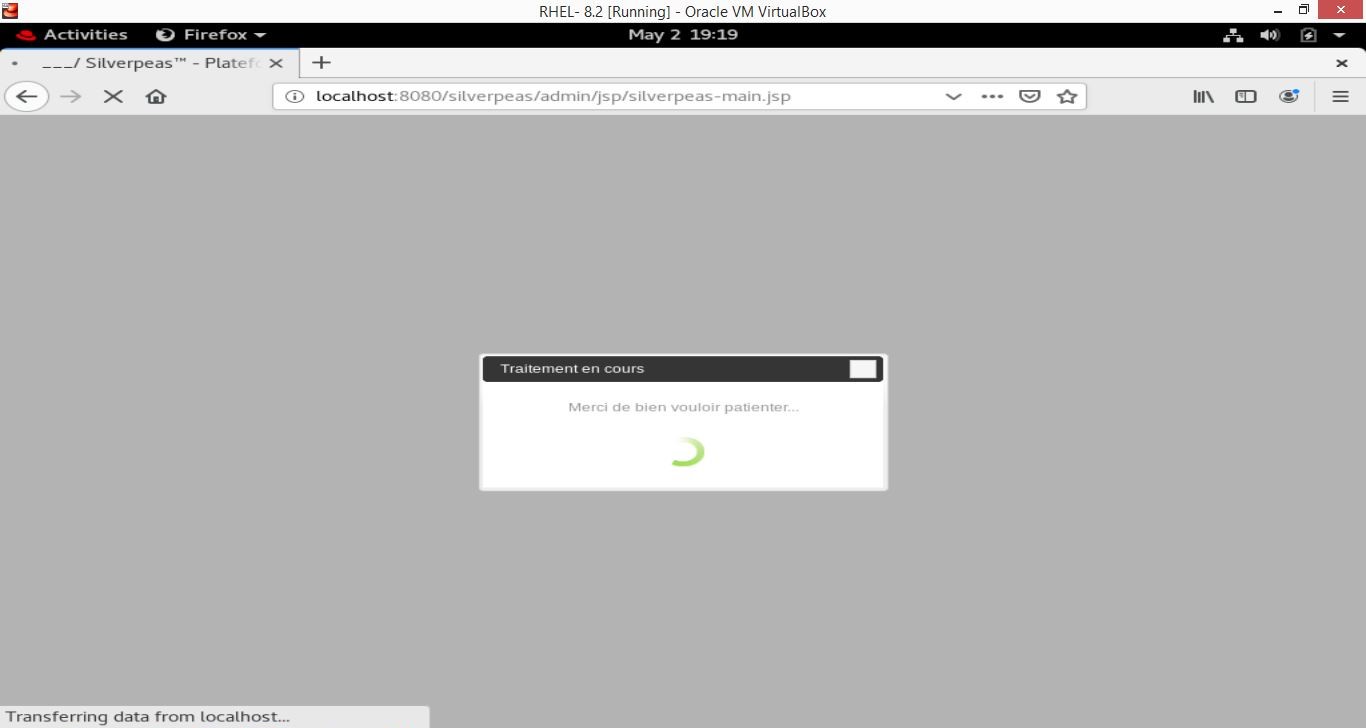 RHEL- 8.2 [Running] - Oracle VM VirtualBox
Activities Firefox May 2 19:19
___/ Silverpeas™ - Platefo
localhost:8080/silverpeas/admin/jsp/silverpeas-main.jsp
Traitement en cours
Merci de bien vouloir patienter...
Transferring data from localhost...